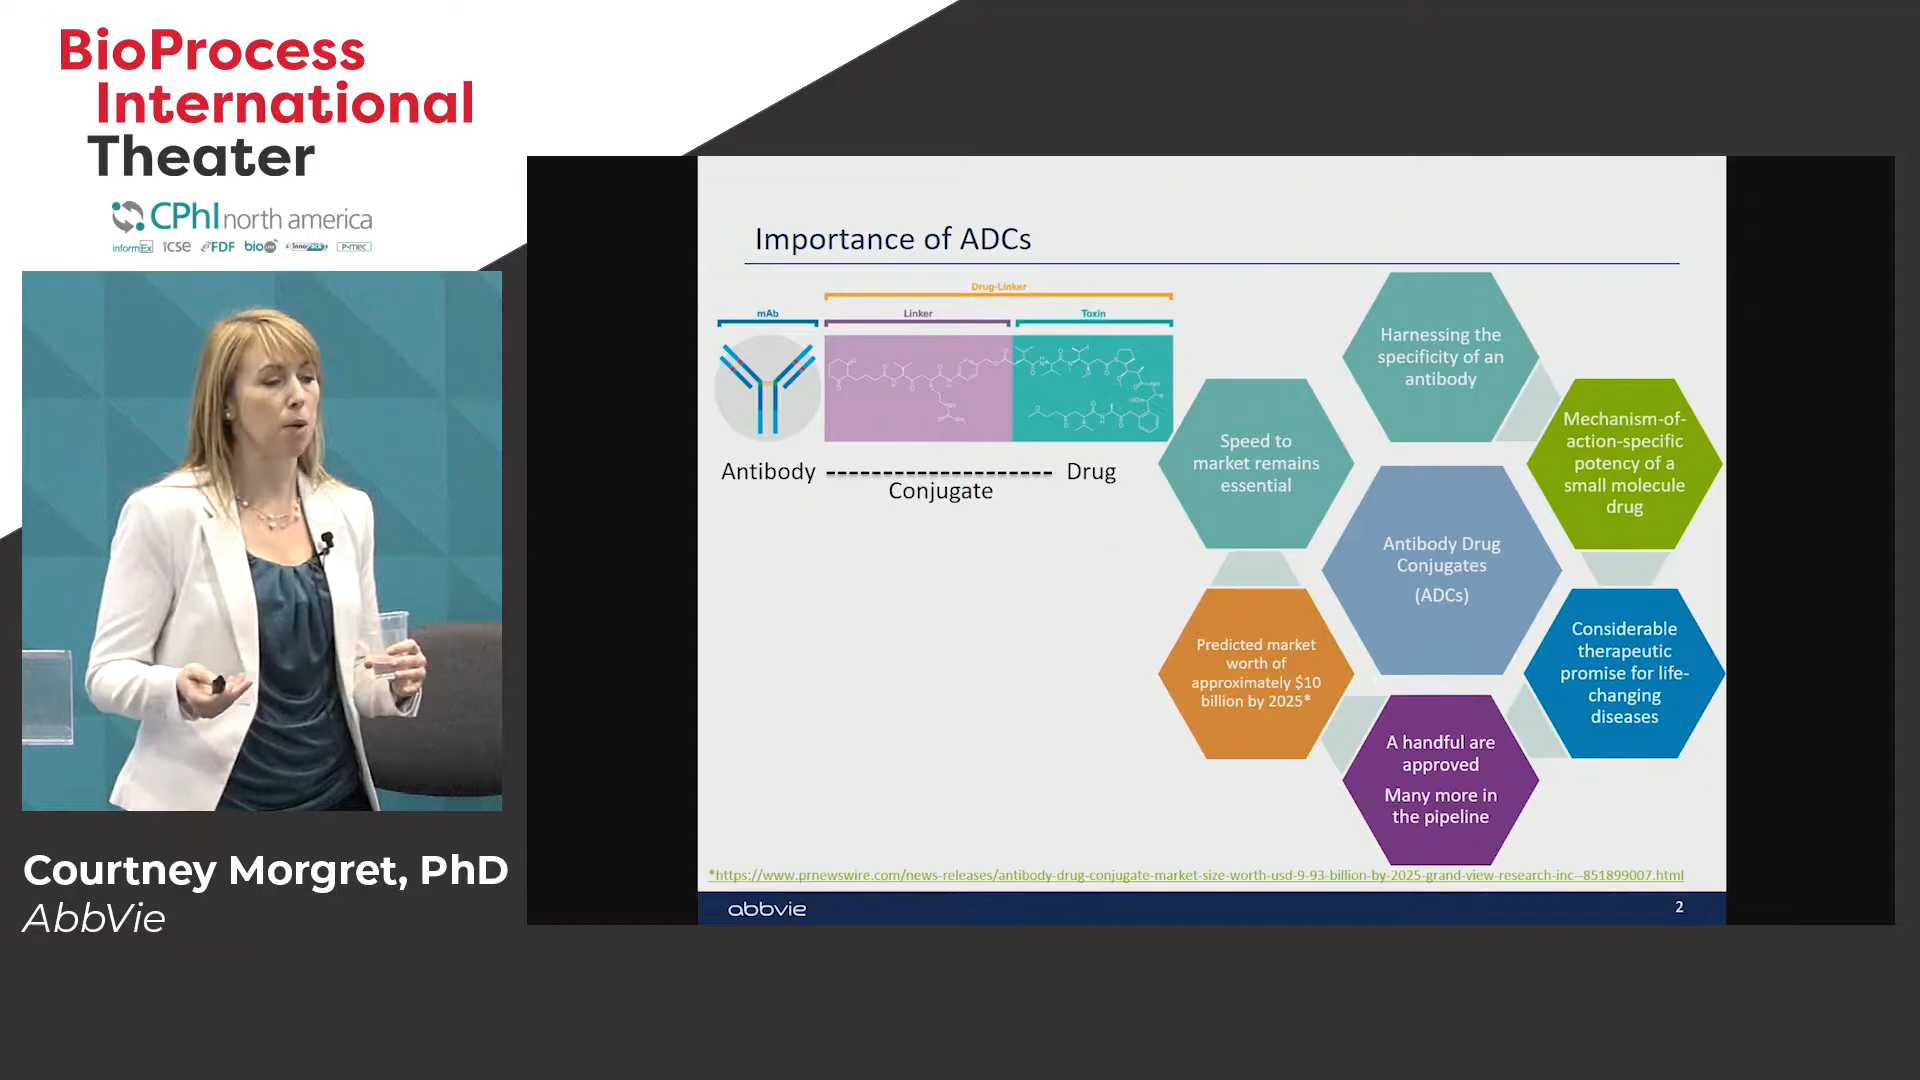 BioProcess
International
Theater
CPhI north america
informEx icse FDF bio InnoPack P-mec
Courtney Morgret, PhD
AbbVie
Importance of ADCs
Drug-Linker
mAb
Linker
Toxin
Antibody
Drug
Conjugate
Harnessing the
specificity of an
antibody
Mechanism-of-
action-specific
potency of a
small molecule
drug
Considerable
therapeutic
promise for life-
changing
diseases
A handful are
approved
Many more in
the pipeline
Predicted market
worth of
approximately $10
billion by 2025*
Speed to
market remains
essential
Antibody Drug
Conjugates
(ADCs)
*https://www.prnewswire.com/news-releases/antibody-drug-conjugate-market-size-worth-usd-9-93-billion-by-2025-grand-view-research-inc--851899007.html
abbvie
2